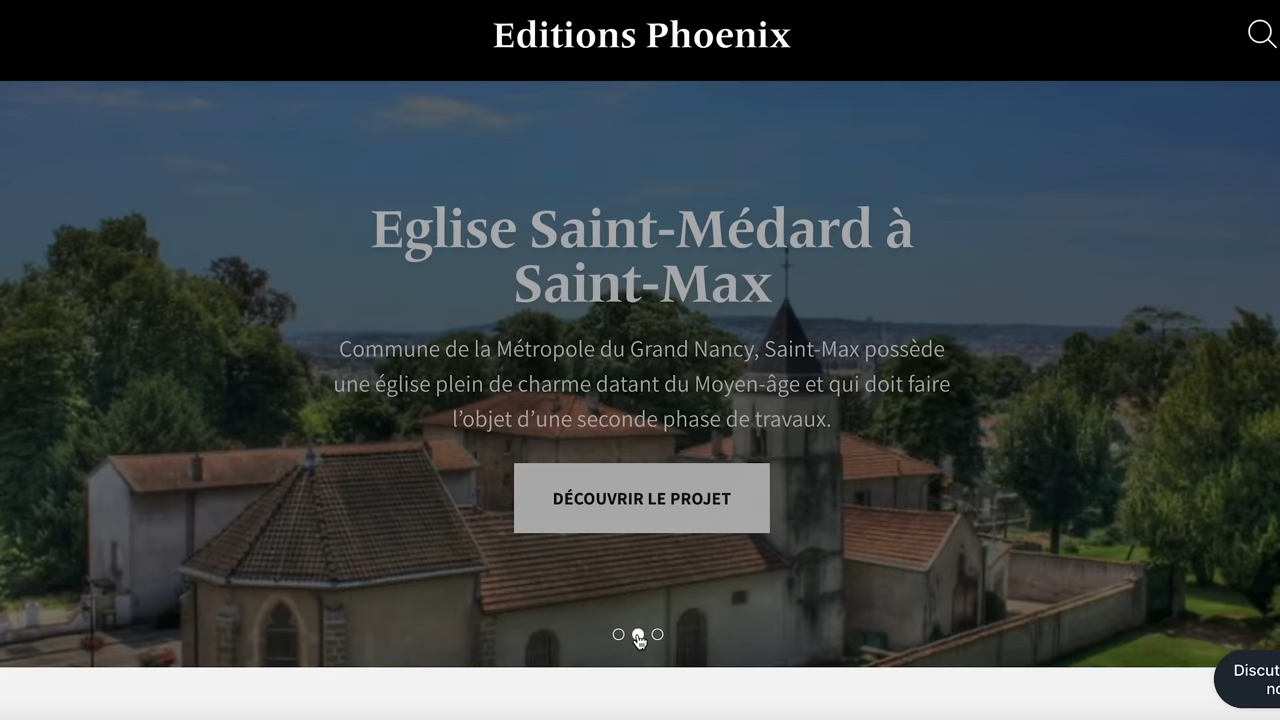 Editions Phoenix
Eglise Saint-Médard à
Saint-Max
Commune de la Métropole du Grand Nancy, Saint-Max possède
une église plein de charme datant du Moyen-âge et qui doit faire
l’objet d’une seconde phase de travaux.
DÉCOUVRIR LE PROJET